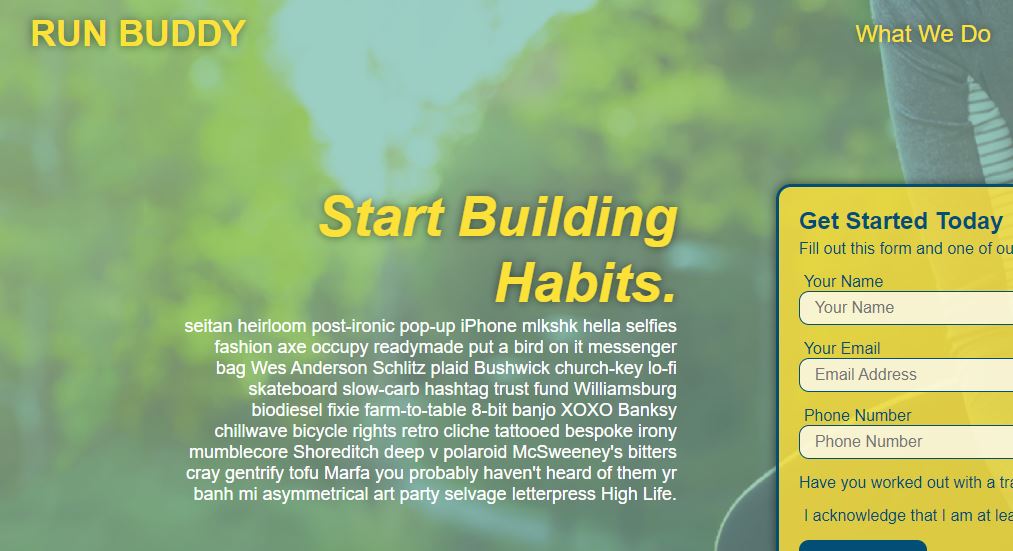 RUN BUDDY
What We Do
Start Building
Habits.
seitan heirloom post-ironic pop-up iPhone mlkshk hella selfies
fashion axe occupy readymade put a bird on it messenger
bag Wes Anderson Schlitz plaid Bushwick church-key lo-fi
skateboard slow-carb hashtag trust fund Williamsburg
biodiesel fixie farm-to-table 8-bit banjo XOXO Banksy
chillwave bicycle rights retro cliche tattooed bespoke irony
mumblecore Shoreditch deep v polaroid McSweeney's bitters
cray gentrify tofu Marfa you probably haven't heard of them yr
banh mi asymmetrical art party selvage letterpress High Life.
Get Started Today
Fill out this form and one of ou
Your Name
Your Name
Your Email
Email Address
Phone Number
Phone Number
Have you worked out with a tra
I acknowledge that I am at lea